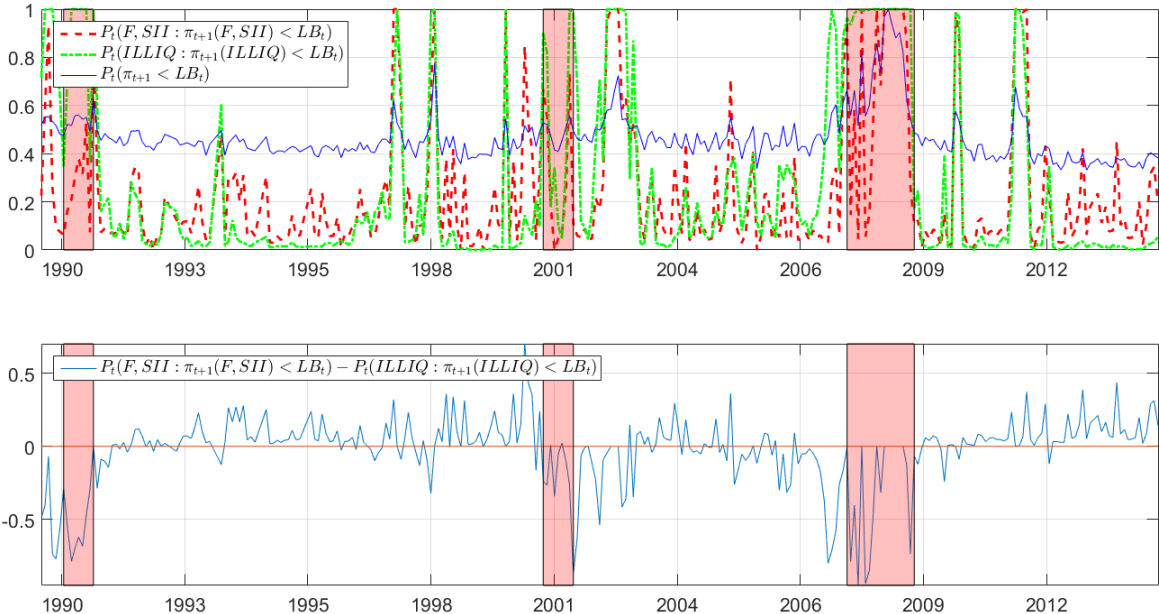 1
0.8
0.6
0.4
0.2
0
P_t(F, SII : π_{t+1}(F, SII) < LB_t)
P_t(ILLIQ : π_{t+1}(ILLIQ) < LB_t)
P_t(π_{t+1} < LB_t)
1990 1993 1995 1998 2001 2004 2006 2009 2012
0.5
0
-0.5
P_t(F, SII : π_{t+1}(F, SII) < LB_t) − P_t(ILLIQ : π_{t+1}(ILLIQ) < LB_t)
1990 1993 1995 1998 2001 2004 2006 2009 2012